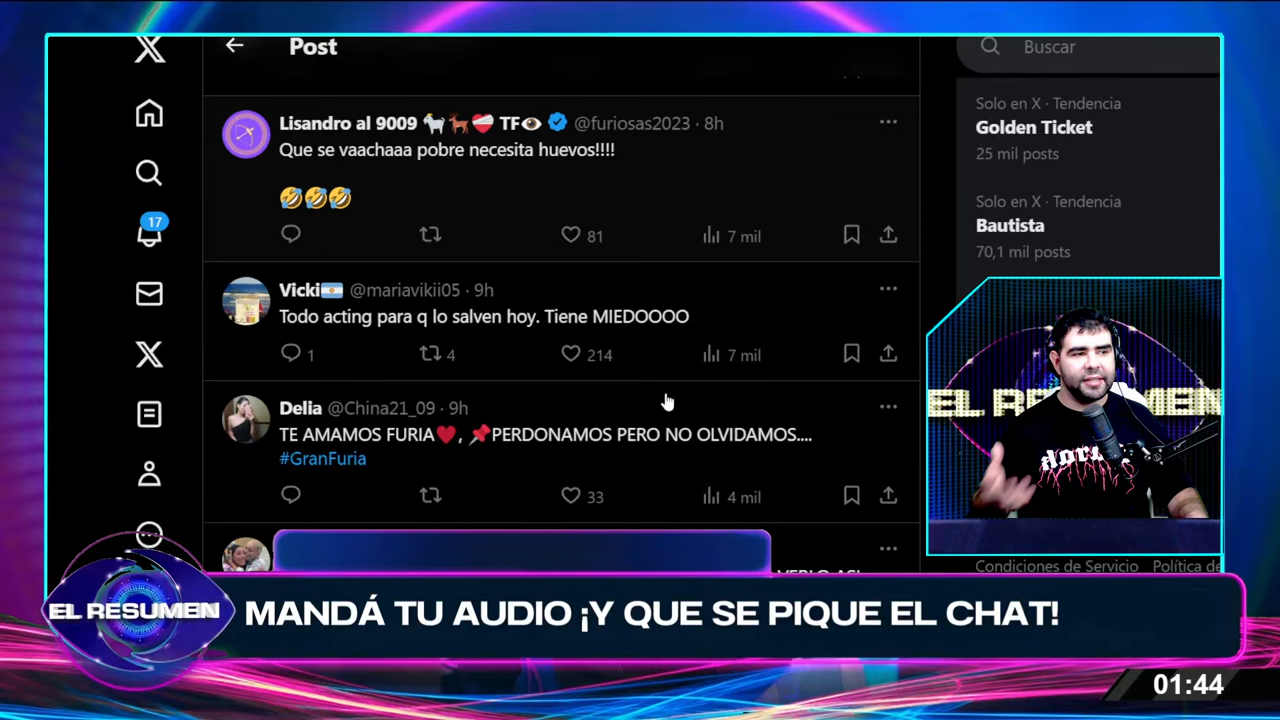 Post
Buscar
Lisandro al 9009 🐐🐕❤️‍🩹 TF👁️ @furiosas2023 · 8h
Que se vaachaaa pobre necesita huevos!!!!
🤣🤣🤣
81
7 mil
Vicki🇦🇷 @mariavikii05 · 9h
Todo acting para q lo salven hoy. Tiene MIEDOOOO
1
4
214
7 mil
Delia @China21_09 · 9h
TE AMAMOS FURIA❤️, 📌PERDONAMOS PERO NO OLVIDAMOS....
#GranFuria
33
4 mil
17
Solo en X · Tendencia
Golden Ticket
25 mil posts
Solo en X · Tendencia
Bautista
70,1 mil posts
EL RESUMEN
Condiciones de Servicio
EL RESUMEN
MANDÁ TU AUDIO ¡Y QUE SE PIQUE EL CHAT!
01:44